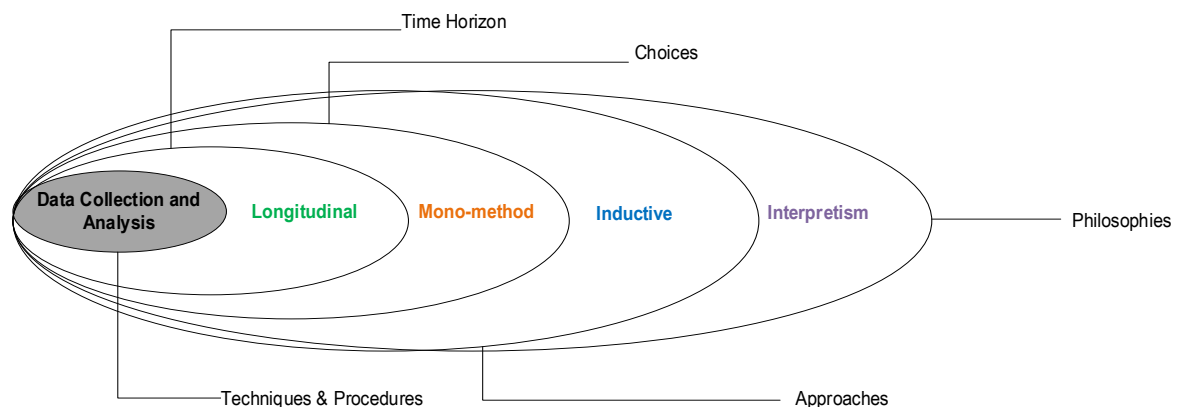 Time Horizon
Choices
Data Collection and
Analysis
Longitudinal
Mono-method
Inductive
Interpretism
Philosophies
Techniques & Procedures
Approaches